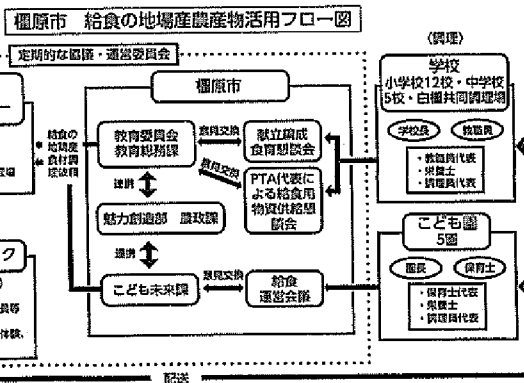 橿原市 給食の地場産農産物活用フロー図
定期的な協議・運営委員会
橿原市
教育委員会
教育総務課
意見交換
献立編成
食育懇談会
意見交換
PTA代表に
よる給食用
物資供給懇
談会
連携
魅力創造部 農政課
連携
こども未来課
意見交換
給食
運営会議
給食の
地場産
食材調
達依頼
〈調理〉
学校
小学校12校・中学校
5校・白橿共同調理場
学校長
教職員
・教職員代表
・栄養士
・調理員代表
こども園
5園
園長
保育士
・保育士代表
・栄養士
・調理員代表
ー
ク
員等
体験、
配送